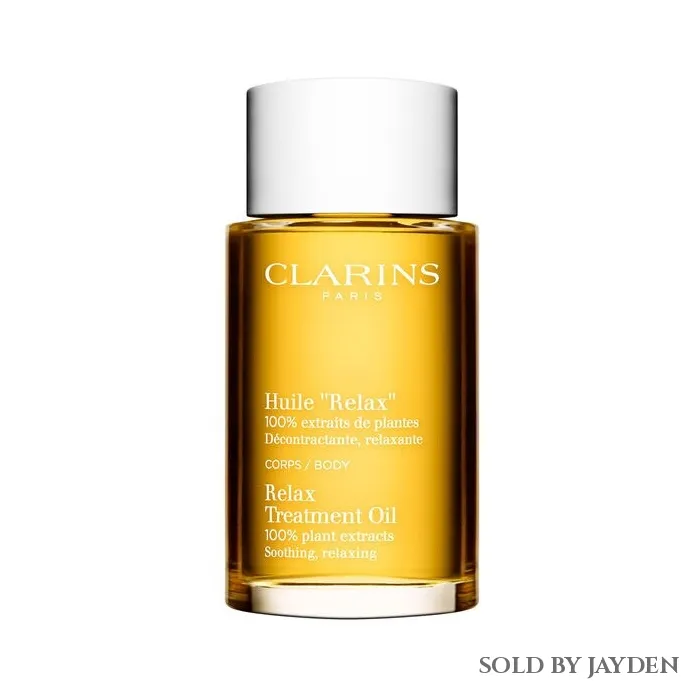 CLARINS
PARIS
Huile "Relax"
100% extraits de plantes
Décontractante, relaxante
CORPS / BODY
Relax
Treatment Oil
100% plant extracts
Soothing, relaxing
SOLD BY JAYDEN